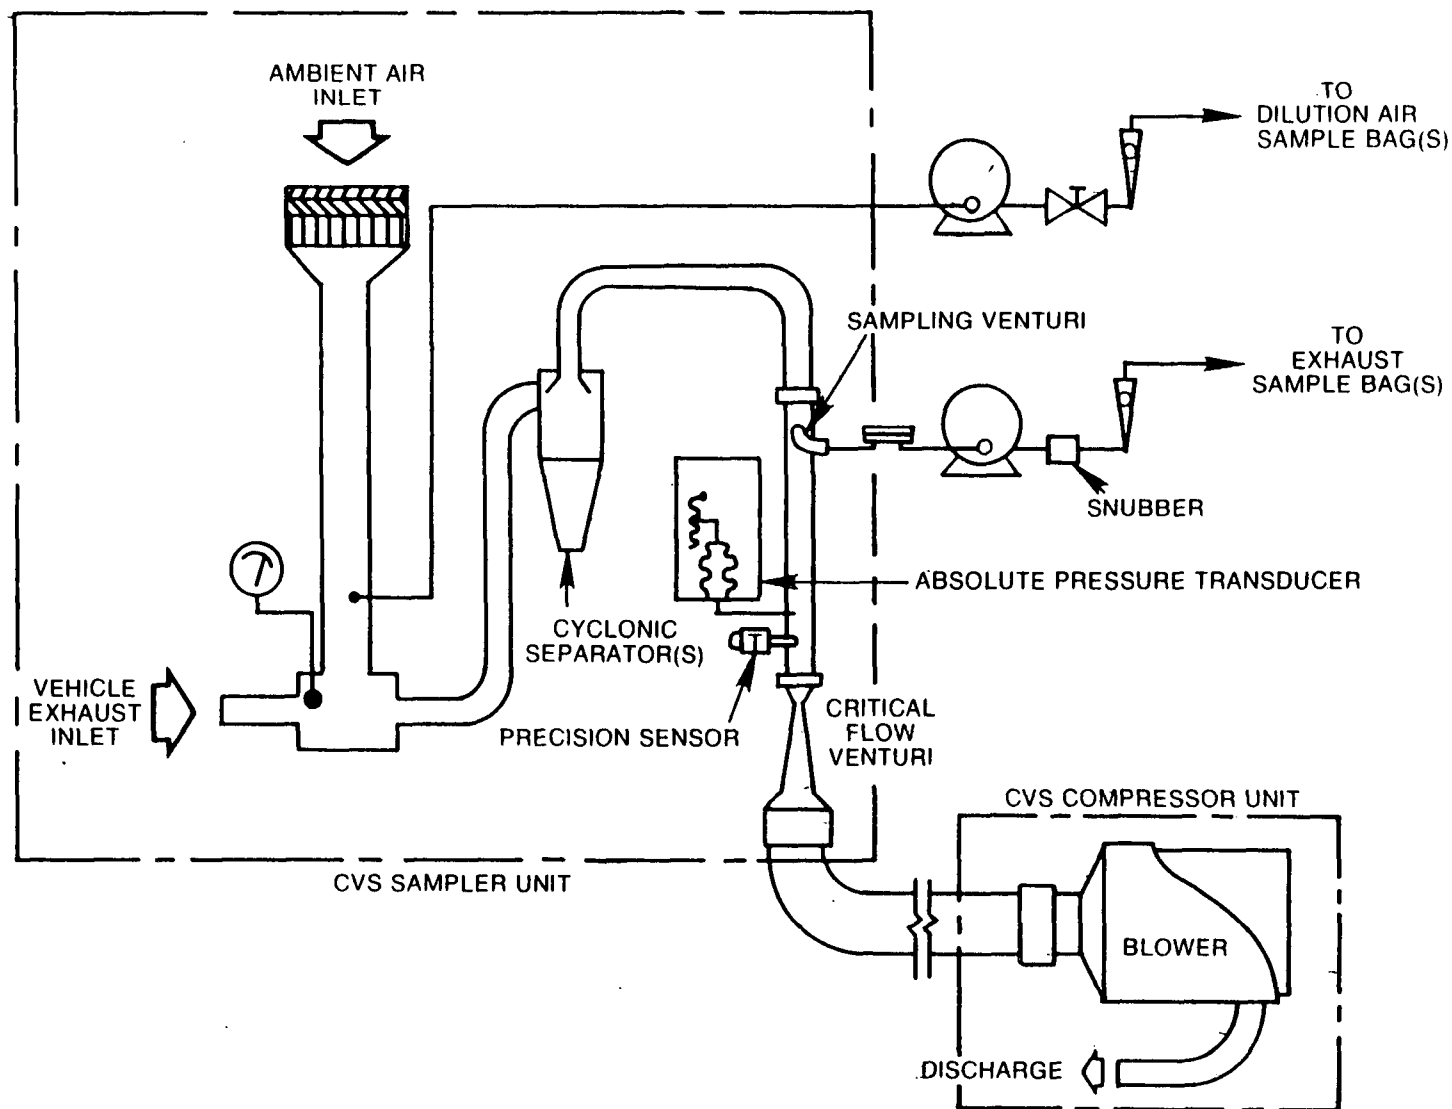 AMBIENT AIR
INLET
TO
DILUTION AIR
SAMPLE BAG(S)
SAMPLING VENTURI
TO
EXHAUST
SAMPLE BAG(S)
SNUBBER
ABSOLUTE PRESSURE TRANSDUCER
CYCLONIC
SEPARATOR(S)
VEHICLE
EXHAUST
INLET
PRECISION SENSOR
CRITICAL
FLOW
VENTURI
CVS COMPRESSOR UNIT
CVS SAMPLER UNIT
BLOWER
DISCHARGE